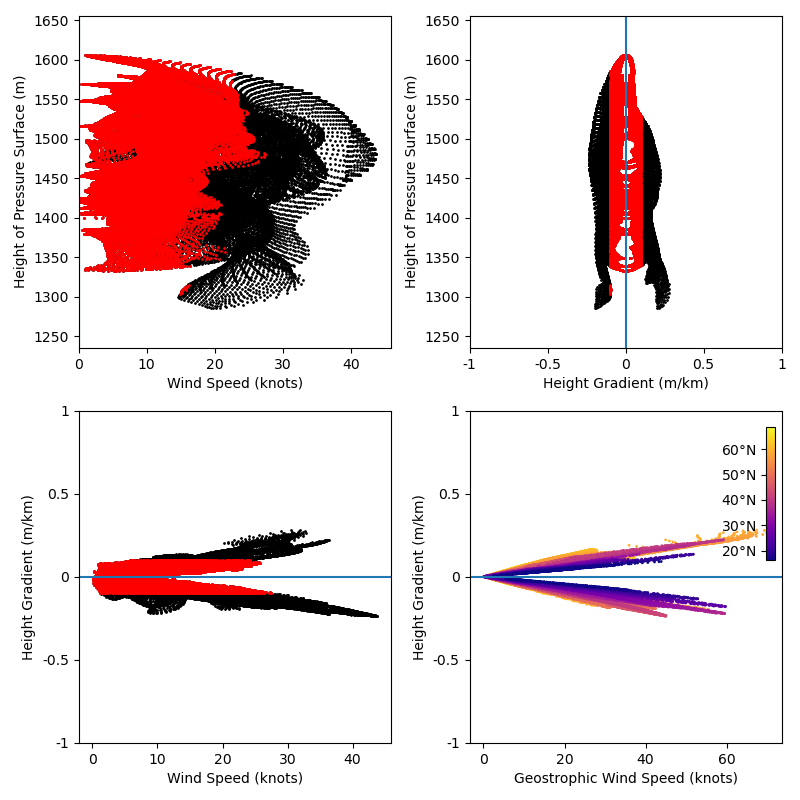 1650
1600
1550
1500
1450
1400
1350
1300
1250
Height of Pressure Surface (m)
0 10 20 30 40
Wind Speed (knots)
1650
1600
1550
1500
1450
1400
1350
1300
1250
Height of Pressure Surface (m)
-1 -0.5 0 0.5 1
Height Gradient (m/km)
1
0.5
0
-0.5
-1
Height Gradient (m/km)
0 10 20 30 40
Wind Speed (knots)
1
0.5
0
-0.5
-1
Height Gradient (m/km)
60°N
50°N
40°N
30°N
20°N
0 20 40 60
Geostrophic Wind Speed (knots)